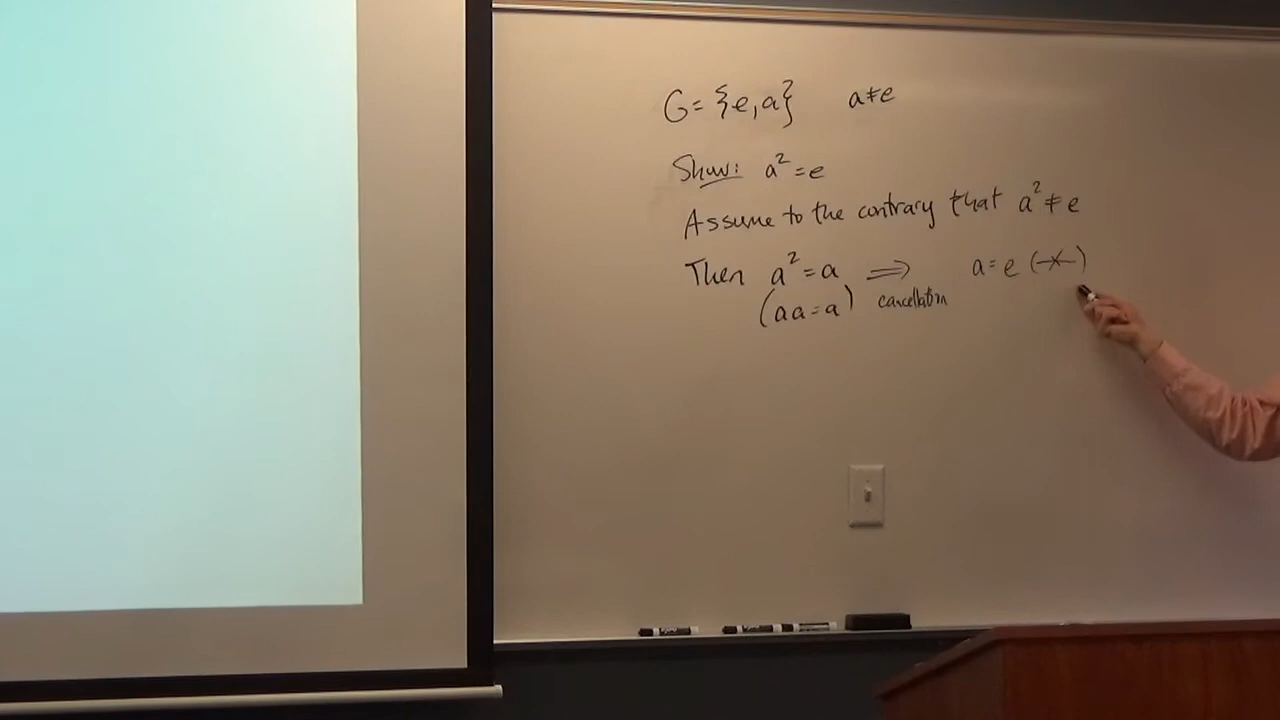 G = {e, a}   a ≠ e
Show: a² = e
Assume to the contrary that a² ≠ e
Then a² = a ⟹ a = e (⨳)
(aa = a) cancellation